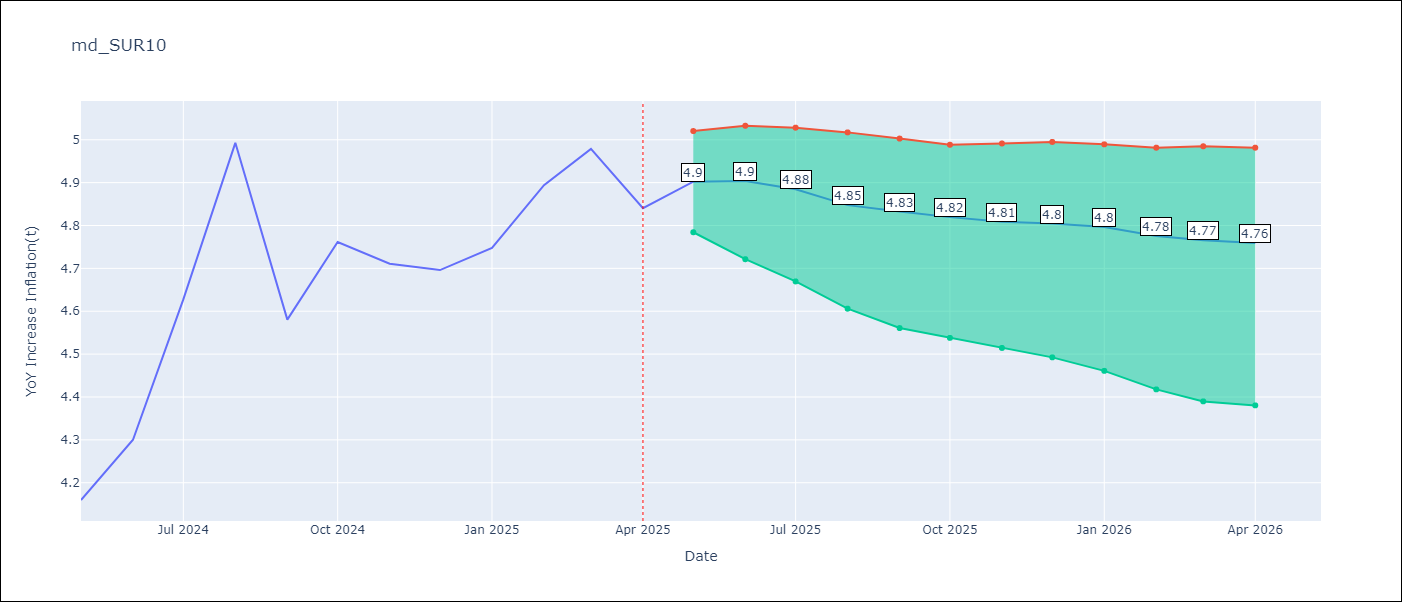 md_SUR10
YoY Increase Inflation(t)
5
4.9
4.8
4.7
4.6
4.5
4.4
4.3
4.2
4.9
4.9
4.88
4.85
4.83
4.82
4.81
4.8
4.8
4.78
4.77
4.76
Jul 2024
Oct 2024
Jan 2025
Apr 2025
Jul 2025
Oct 2025
Jan 2026
Apr 2026
Date